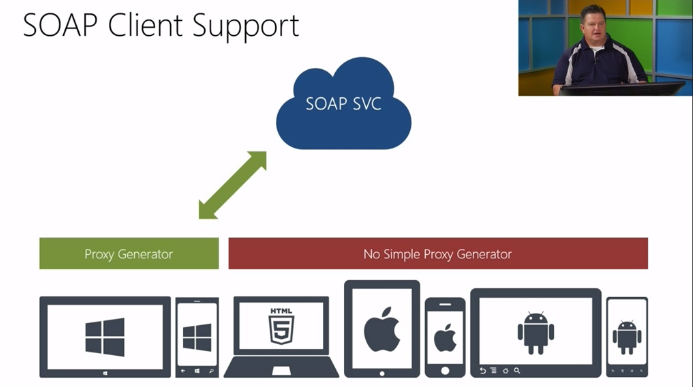 SOAP Client Support
SOAP SVC
Proxy Generator
No Simple Proxy Generator
HTML
5